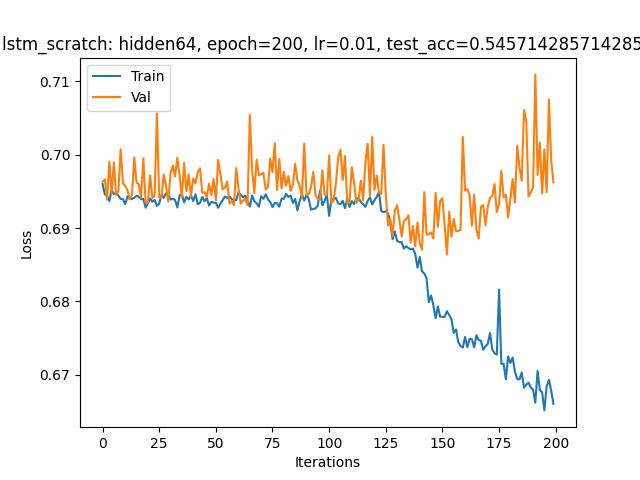 lstm_scratch: hidden64, epoch=200, lr=0.01, test_acc=0.545714285714285
Train
Val
0.71
0.70
0.69
0.68
0.67
Loss
0 25 50 75 100 125 150 175 200
Iterations